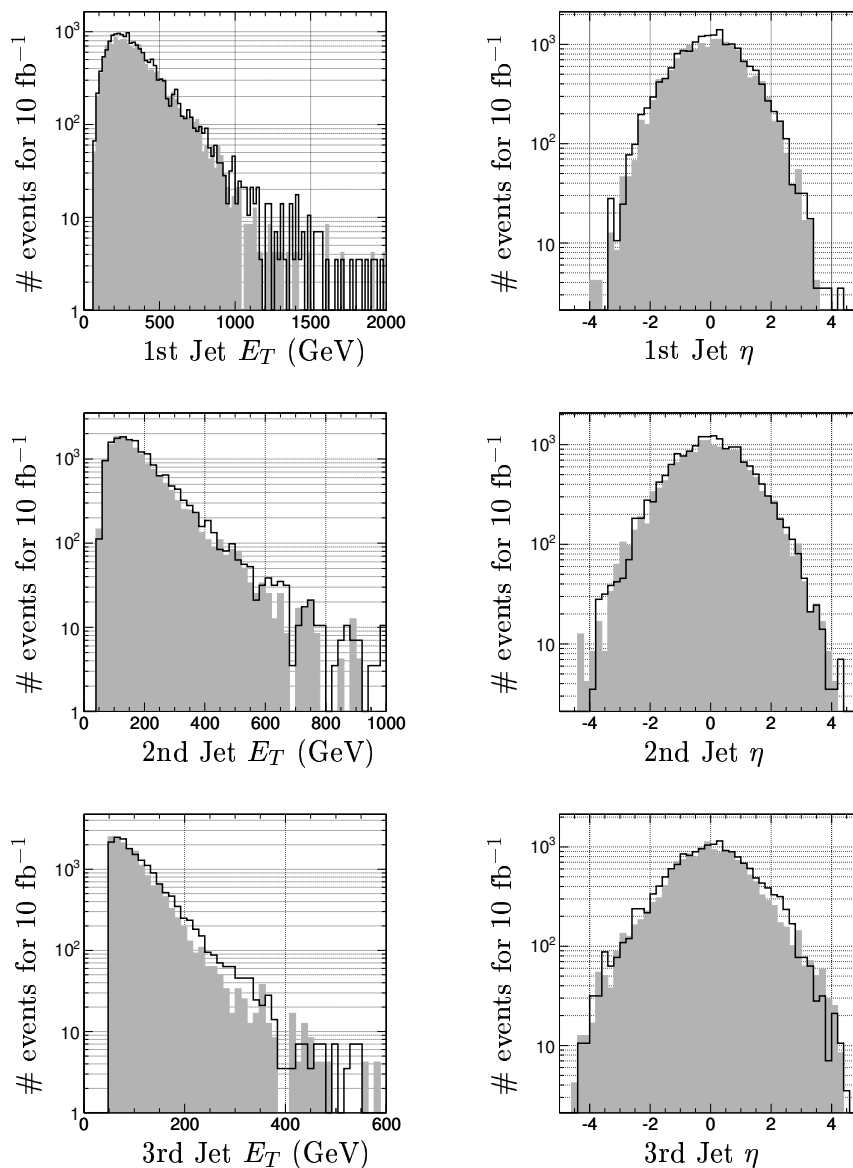 # events for 10 fb⁻¹
10³
10²
10
1
0 500 1000 1500 2000
1st Jet E_T (GeV)
# events for 10 fb⁻¹
10³
10²
10
-4 -2 0 2 4
1st Jet η
# events for 10 fb⁻¹
10³
10²
10
1
0 200 400 600 800 1000
2nd Jet E_T (GeV)
# events for 10 fb⁻¹
10³
10²
10
-4 -2 0 2 4
2nd Jet η
# events for 10 fb⁻¹
10³
10²
10
1
0 200 400 600
3rd Jet E_T (GeV)
# events for 10 fb⁻¹
10³
10²
10
-4 -2 0 2 4
3rd Jet η